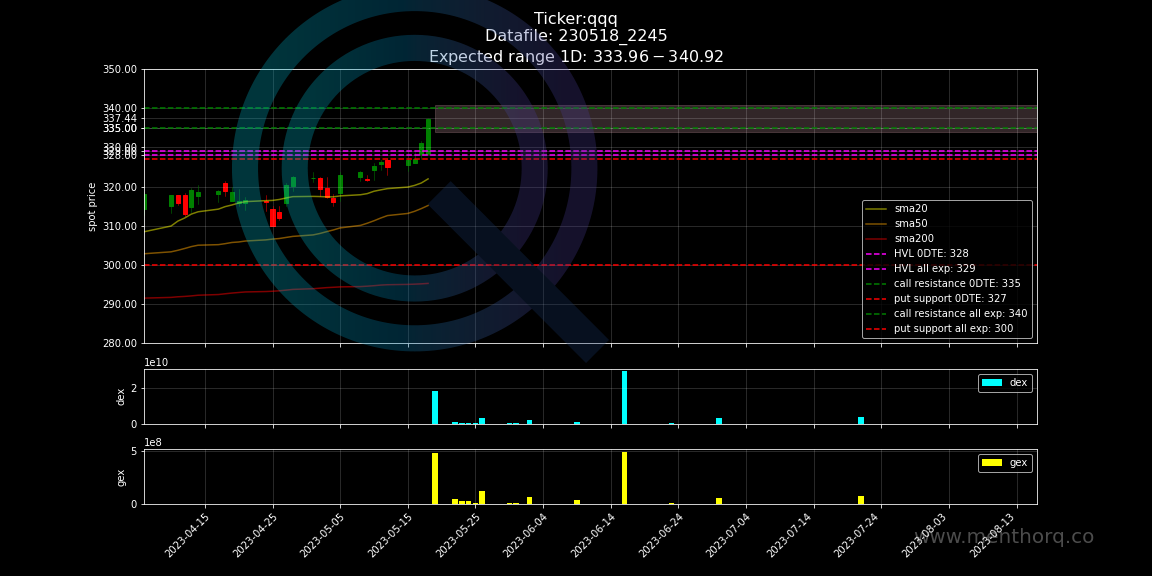 Ticker:qqq
Datafile: 230518_2245
Expected range 1D: 333.96 − 340.92
350.00
340.00
337.44
335.00
329.00
328.00
320.00
310.00
300.00
290.00
280.00
spot price
sma20
sma50
sma200
HVL 0DTE: 328
HVL all exp: 329
call resistance 0DTE: 335
put support 0DTE: 327
call resistance all exp: 340
put support all exp: 300
1e10
2
0
dex
dex
1e8
5
0
gex
gex
2023-04-15
2023-04-25
2023-05-05
2023-05-15
2023-05-25
2023-06-04
2023-06-14
2023-06-24
2023-07-04
2023-07-14
2023-07-24
2023-08-03
2023-08-13
www.menthorq.co